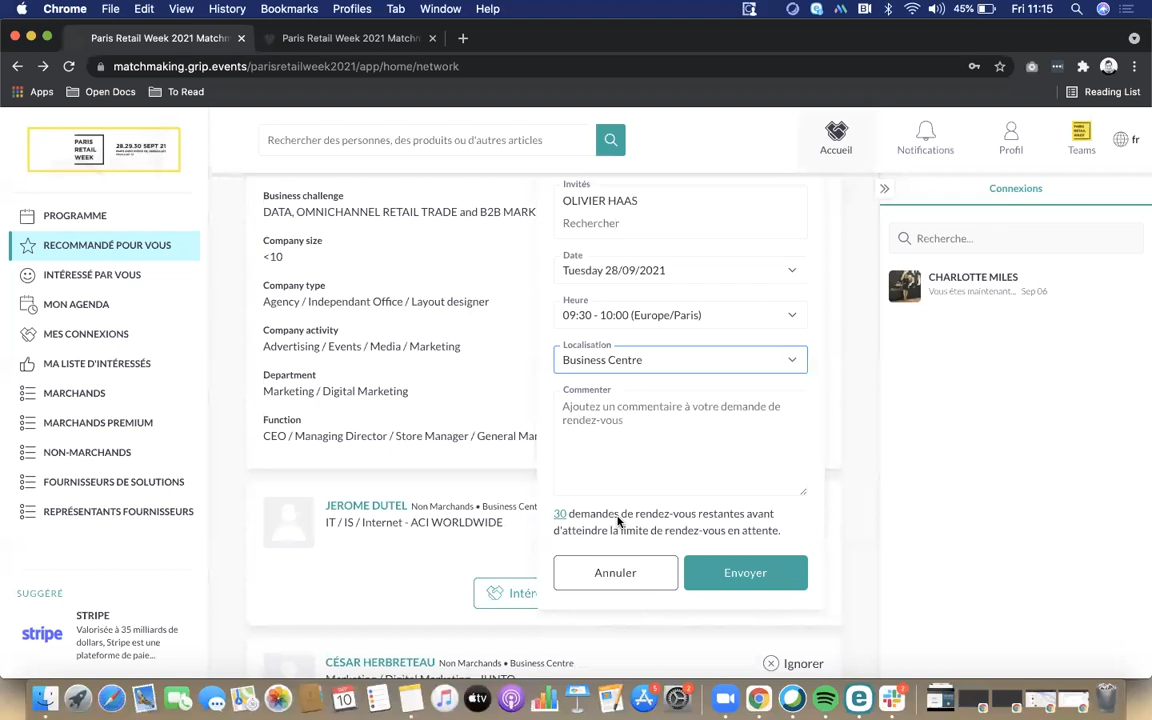 Chrome File Edit View History Bookmarks Profiles Tab Window Help 45% Fri 11:15
Paris Retail Week 2021 Matchm Paris Retail Week 2021 Matchm
matchmaking.grip.events/parisretailweek2021/app/home/network
Apps Open Docs To Read Reading List
PARIS
RETAIL
WEEK
28.29.30 SEPT 21
Rechercher des personnes, des produits ou d'autres articles
Accueil
Notifications
Profil
Teams
fr
PROGRAMME
RECOMMANDÉ POUR VOUS
INTÉRESSÉ PAR VOUS
MON AGENDA
MES CONNEXIONS
MA LISTE D'INTÉRESSÉS
MARCHANDS
MARCHANDS PREMIUM
NON-MARCHANDS
FOURNISSEURS DE SOLUTIONS
REPRÉSENTANTS FOURNISSEURS
SUGGÉRÉ
STRIPE
stripe
Valorisée à 35 milliards de
dollars, Stripe est une
plateforme de paie...
Business challenge
DATA, OMNICHANNEL RETAIL TRADE and B2B MARK
Company size
<10
Company type
Agency / Independant Office / Layout designer
Company activity
Advertising / Events / Media / Marketing
Department
Marketing / Digital Marketing
Function
CEO / Managing Director / Store Manager / General Mar
JEROME DUTEL Non Marchands • Business Cent
IT / IS / Internet - ACI WORLDWIDE
Intére
CÉSAR HERBRETEAU Non Marchands • Business Centre
Marketing / Digital Marketing - JUNTO
Ignorer
Invités
OLIVIER HAAS
Rechercher
Date
Tuesday 28/09/2021
Heure
09:30 - 10:00 (Europe/Paris)
Localisation
Business Centre
Commenter
Ajoutez un commentaire à votre demande de
rendez-vous
30 demandes de rendez-vous restantes avant
d'atteindre la limite de rendez-vous en attente.
Annuler
Envoyer
Connexions
Recherche...
CHARLOTTE MILES
Vous êtes maintenant... Sep 06